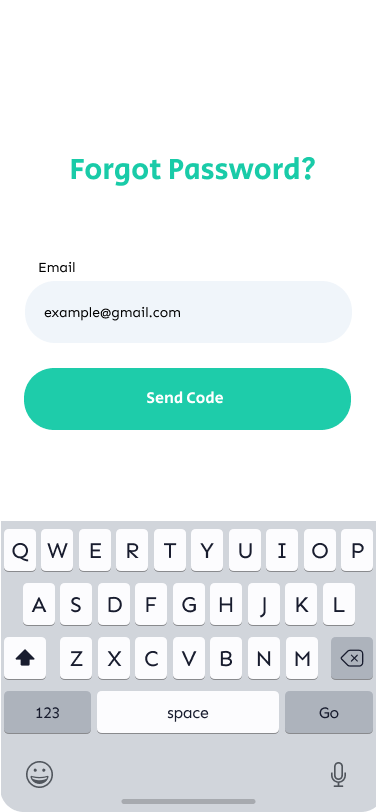 Forgot Password?
Email
example@gmail.com
Send Code
Q W E R T Y U I O P
A S D F G H J K L
Z X C V B N M
123 space Go